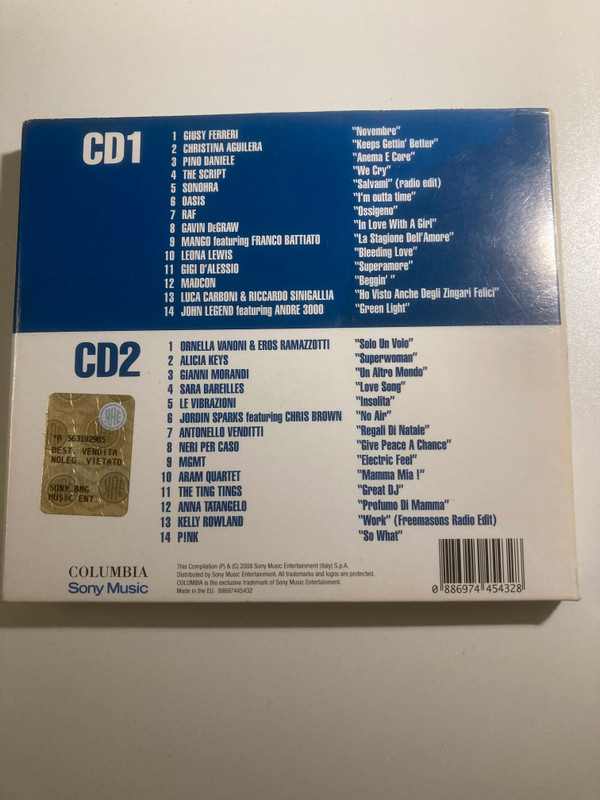 CD1
1 GIUSY FERRERI "Novembre"
2 CHRISTINA AGUILERA "Keeps Gettin' Better"
3 PINO DANIELE "Anema E Core"
4 THE SCRIPT "We Cry"
5 SONOHRA "Salvami" (radio edit)
6 OASIS "I'm outta time"
7 RAF "Ossigeno"
8 GAVIN DeGRAW "In Love With A Girl"
9 MANGO featuring FRANCO BATTIATO "La Stagione Dell'Amore"
10 LEONA LEWIS "Bleeding Love"
11 GIGI D'ALESSIO "Superamore"
12 MADCON "Beggin' "
13 LUCA CARBONI & RICCARDO SINIGALLIA "Ho Visto Anche Degli Zingari Felici"
14 JOHN LEGEND featuring ANDRE 3000 "Green Light"
CD2
1 ORNELLA VANONI & EROS RAMAZZOTTI "Solo Un Volo"
2 ALICIA KEYS "Superwoman"
3 GIANNI MORANDI "Un Altro Mondo"
4 SARA BAREILLES "Love Song"
5 LE VIBRAZIONI "Insolita"
6 JORDIN SPARKS featuring CHRIS BROWN "No Air"
7 ANTONELLO VENDITTI "Regali Di Natale"
8 NERI PER CASO "Give Peace A Chance"
9 MGMT "Electric Feel"
10 ARAM QUARTET "Mamma Mia !"
11 THE TING TINGS "Great DJ"
12 ANNA TATANGELO "Profumo Di Mamma"
13 KELLY ROWLAND "Work" (Freemasons Radio Edit)
14 P!NK "So What"
*A 563192985
DEST. VENDITA
NOLEG. VIETATO
SONY BMG
MUSIC ENT.
COLUMBIA
Sony Music
This Compilation (P) & (C) 2008 Sony Music Entertainment (Italy) S.p.A.
Distributed by Sony Music Entertainment. All trademarks and logos are protected.
COLUMBIA is the exclusive trademark of Sony Music Entertainment.
Made in the EU. 88697445432
0 886974 454328